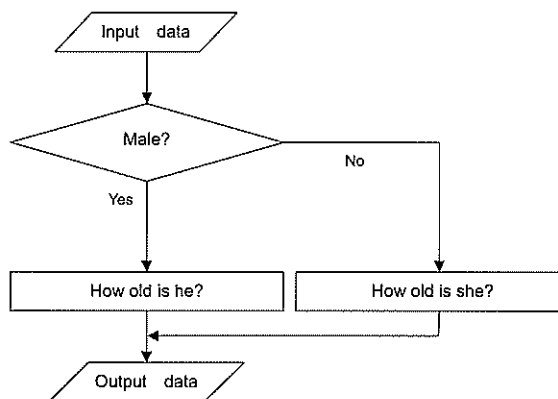 Input data
Male?
No
Yes
How old is he?
How old is she?
Output data